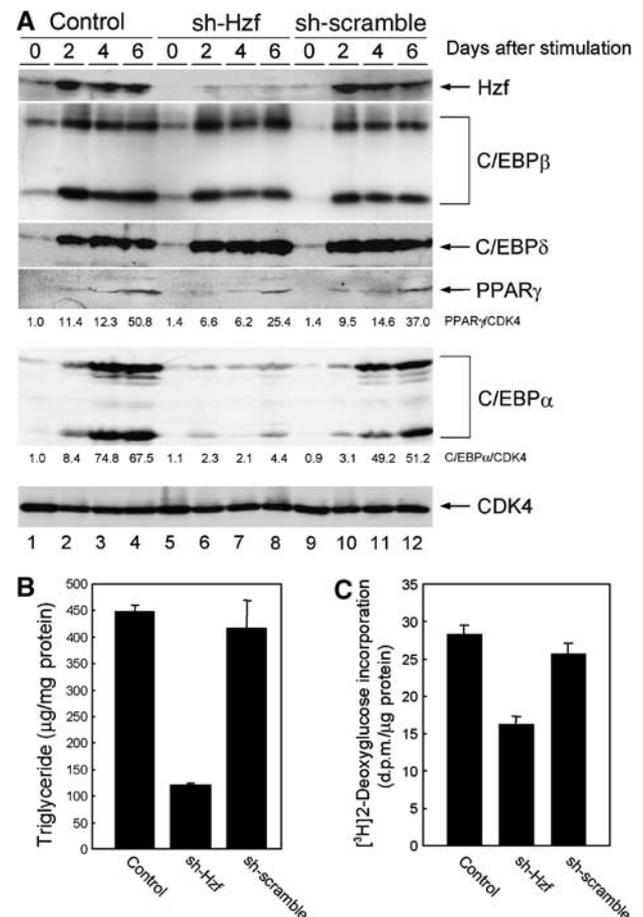 A
Control sh-Hzf sh-scramble
0 2 4 6 0 2 4 6 0 2 4 6 Days after stimulation
Hzf
C/EBPβ
C/EBPδ
PPARγ
1.0 11.4 12.3 50.8 1.4 6.6 6.2 25.4 1.4 9.5 14.6 37.0 PPARγ/CDK4
C/EBPα
1.0 8.4 74.8 67.5 1.1 2.3 2.1 4.4 0.9 3.1 49.2 51.2 C/EBPα/CDK4
CDK4
1 2 3 4 5 6 7 8 9 10 11 12
B
Triglyceride (µg/mg protein)
500
450
400
350
300
250
200
150
100
50
0
Control
sh-Hzf
sh-scramble
C
[³H]2-Deoxyglucose incorporation
(d.p.m./µg protein)
35
30
25
20
15
10
5
0
Control
sh-Hzf
sh-scramble